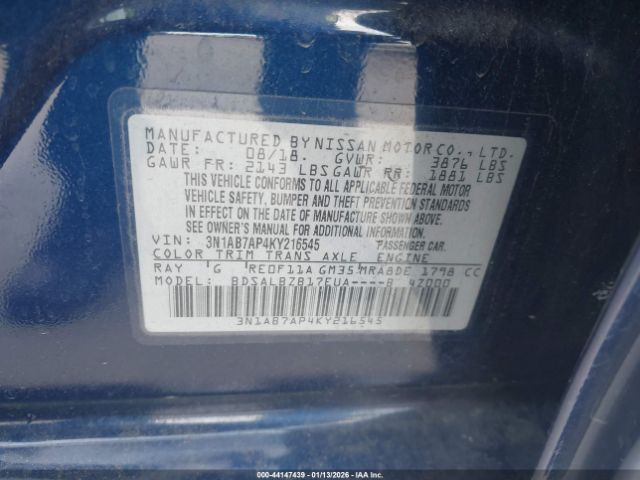 MANUFACTURED BY NISSAN MOTOR CO., LTD.
DATE: 08/18. GVWR: 3876 LBS
GAWR FR: 2143 LBS GAWR RR: 1881 LBS
THIS VEHICLE CONFORMS TO ALL APPLICABLE FEDERAL MOTOR
VEHICLE SAFETY, BUMPER AND THEFT PREVENTION STANDARDS
IN EFFECT ON THE DATE OF MANUFACTURE SHOWN ABOVE.
SEE OWNER'S MANUAL FOR ADDITIONAL INFORMATION
VIN: 3N1AB7AP4KY216545 PASSENGER CAR.
COLOR TRIM TRANS AXLE ENGINE
RAY 'G 'RE0F11A GM35'MRA8DE 1798 CC
MODEL: BDSALBZB17EUA----B 4Z000
3N1AB7AP4KY216545
000-44147439 - 01/13/2026 - IAAI.COM